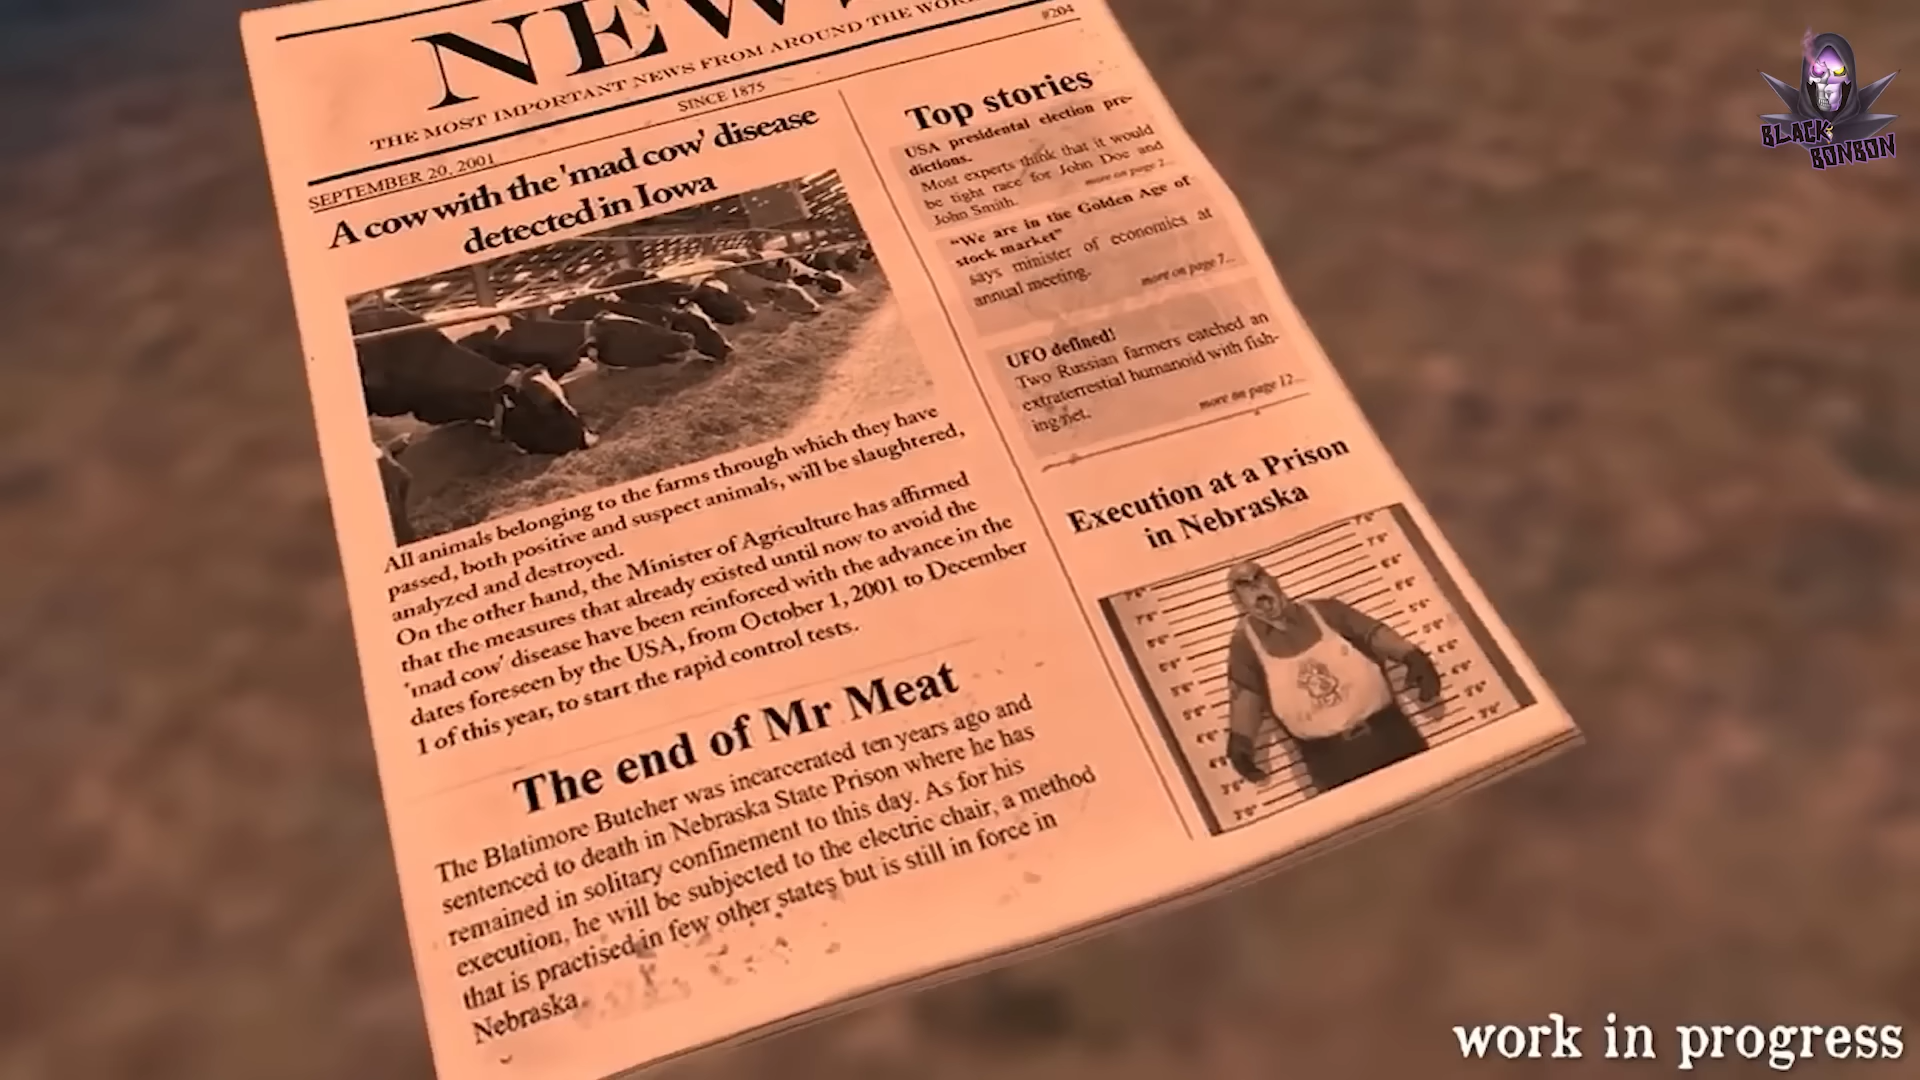 NEWS
THE MOST IMPORTANT NEWS FROM AROUND THE
#204
SINCE 1875
SEPTEMBER 20, 2001
A cow with the 'mad cow' disease
detected in Iowa
All animals belonging to the farms through which they have
passed, both positive and suspect animals, will be slaughtered,
analyzed and destroyed.
On the other hand, the Minister of Agriculture has affirmed
that the measures that already existed until now to avoid the
'mad cow' disease have been reinforced with the advance in the
dates foreseen by the USA, from October 1, 2001 to December
1 of this year, to start the rapid control tests.
The end of Mr Meat
The Blatimore Butcher was incarcerated ten years ago and
sentenced to death in Nebraska State Prison where he has
remained in solitary confinement to this day. As for his
execution, he will be subjected to the electric chair, a method
that is practised in few other states but is still in force in
Nebraska.
Top stories
USA presidential election pre-
dictions.
Most experts think that it would
be tight race for John Doe and
John Smith.
more on page 2...
"We are in the Golden Age of
stock market"
says minister of economics at
annual meeting.
more on page 7...
UFO defined!
Two Russian farmers catched an
extraterrestial humanoid with fish-
ing net.
more on page 12...
Execution at a Prison
in Nebraska
BLACK
BONBON
work in progress